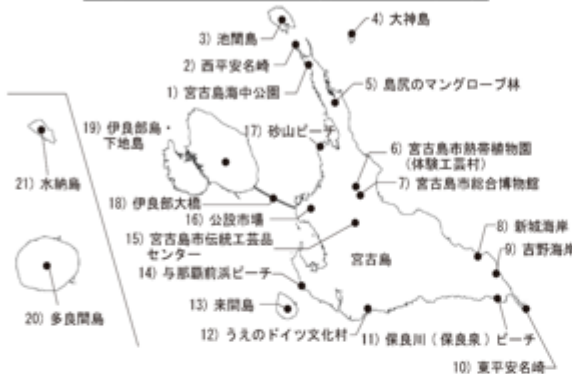 3) 池間島
4) 大神島
2) 西平安名崎
1) 宮古島海中公園
5) 島尻のマングローブ林
19) 伊良部島・
下地島
17) 砂山ビーチ
6) 宮古島市熱帯植物園
(体験工芸村)
7) 宮古島市総合博物館
21) 水納島
18) 伊良部大橋
16) 公設市場
8) 新城海岸
15) 宮古島市伝統工芸品
センター
宮古島
9) 吉野海岸
14) 与那覇前浜ビーチ
13) 来間島
20) 多良間島
12) うえのドイツ文化村
11) 保良川(保良泉)ビーチ
10) 東平安名崎